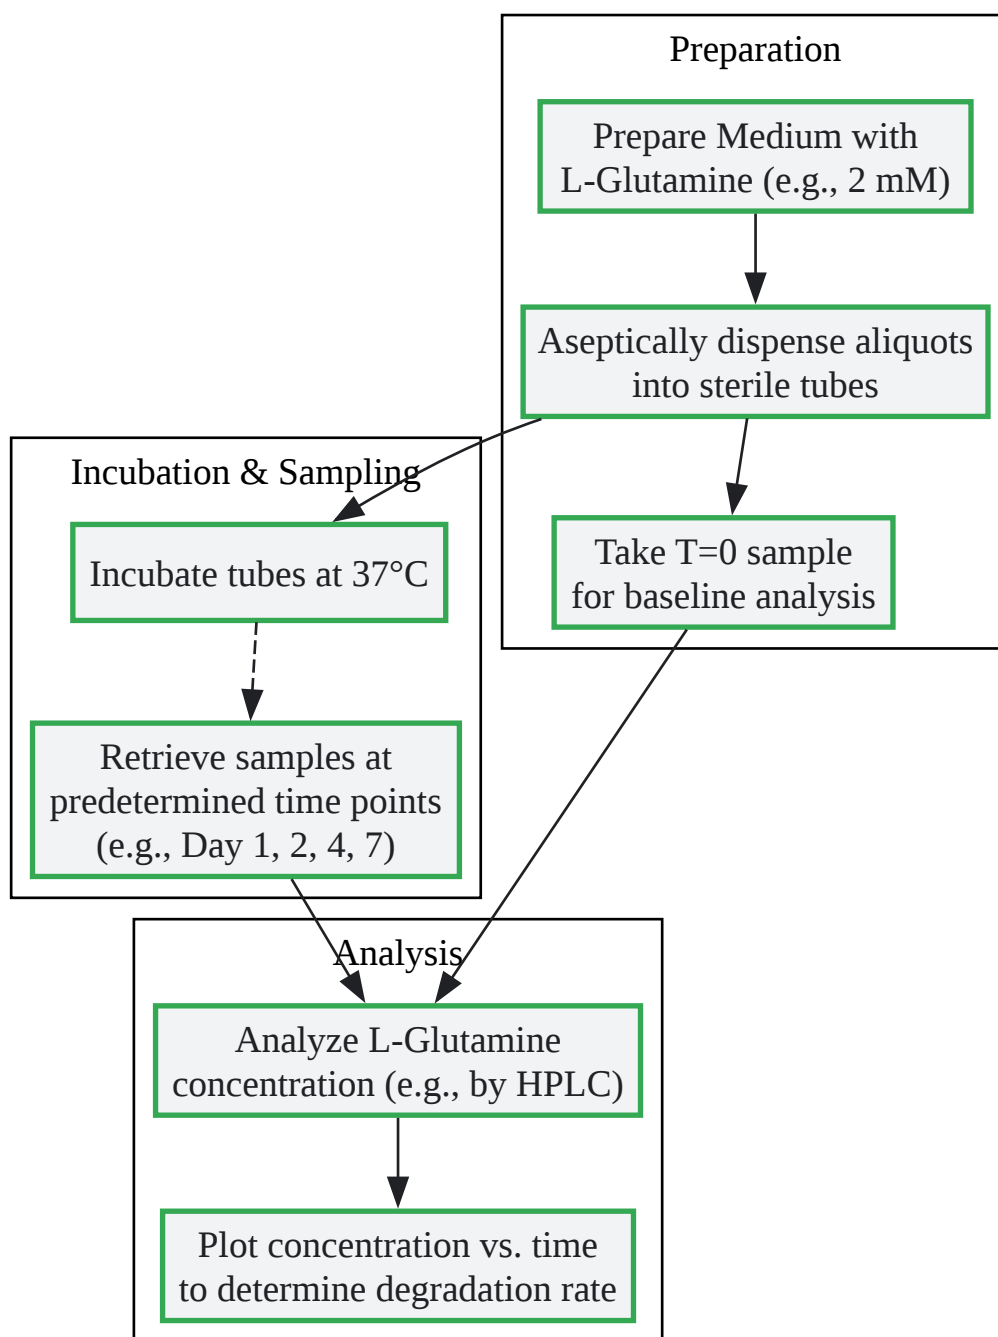 Preparation
Prepare Medium with
L-Glutamine (e.g., 2 mM)
Aseptically dispense aliquots
into sterile tubes
Take T=0 sample
for baseline analysis
Incubation & Sampling
Incubate tubes at 37°C
Retrieve samples at
predetermined time points
(e.g., Day 1, 2, 4, 7)
Analysis
Analyze L-Glutamine
concentration (e.g., by HPLC)
Plot concentration vs. time
to determine degradation rate